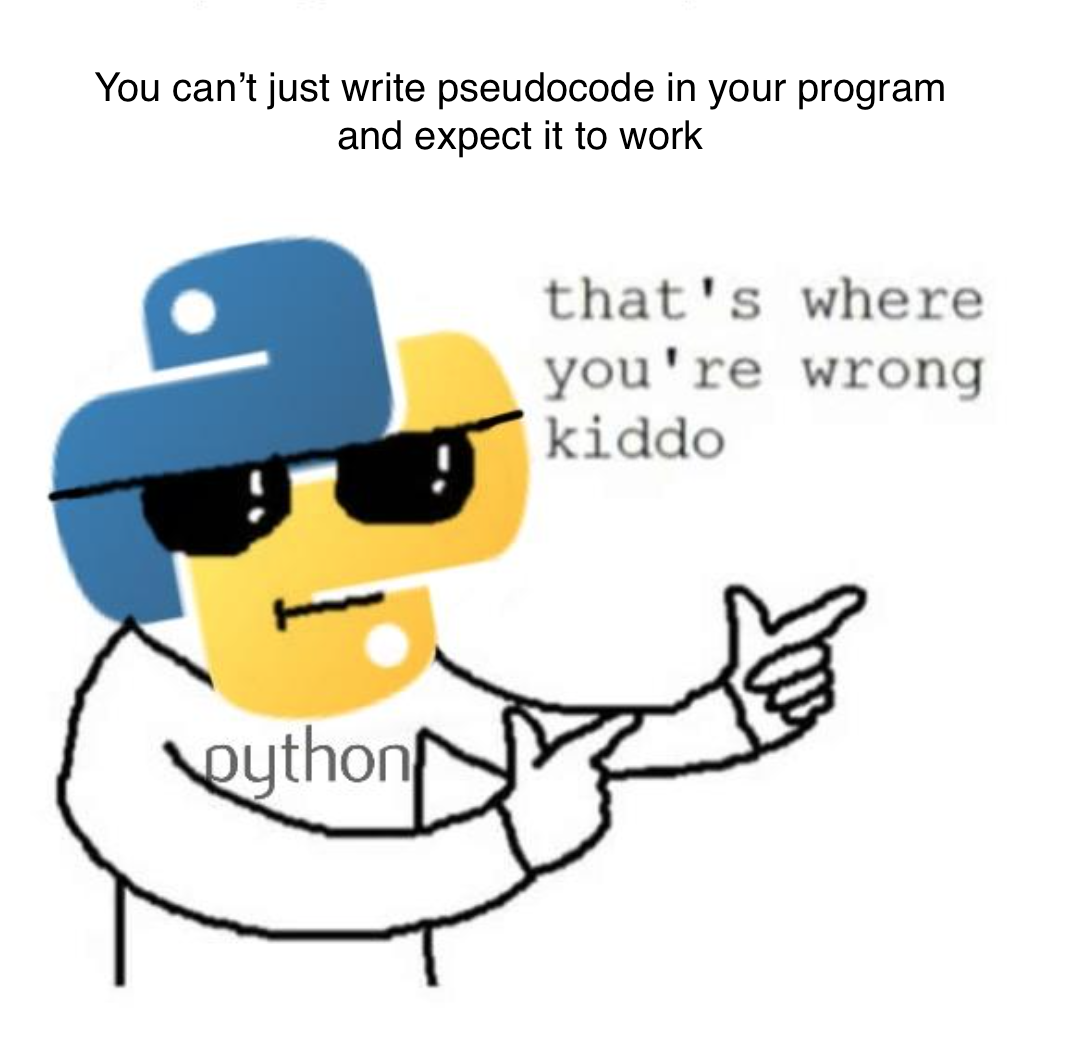 You can’t just write pseudocode in your program
and expect it to work
that's where
you're wrong
kiddo
python